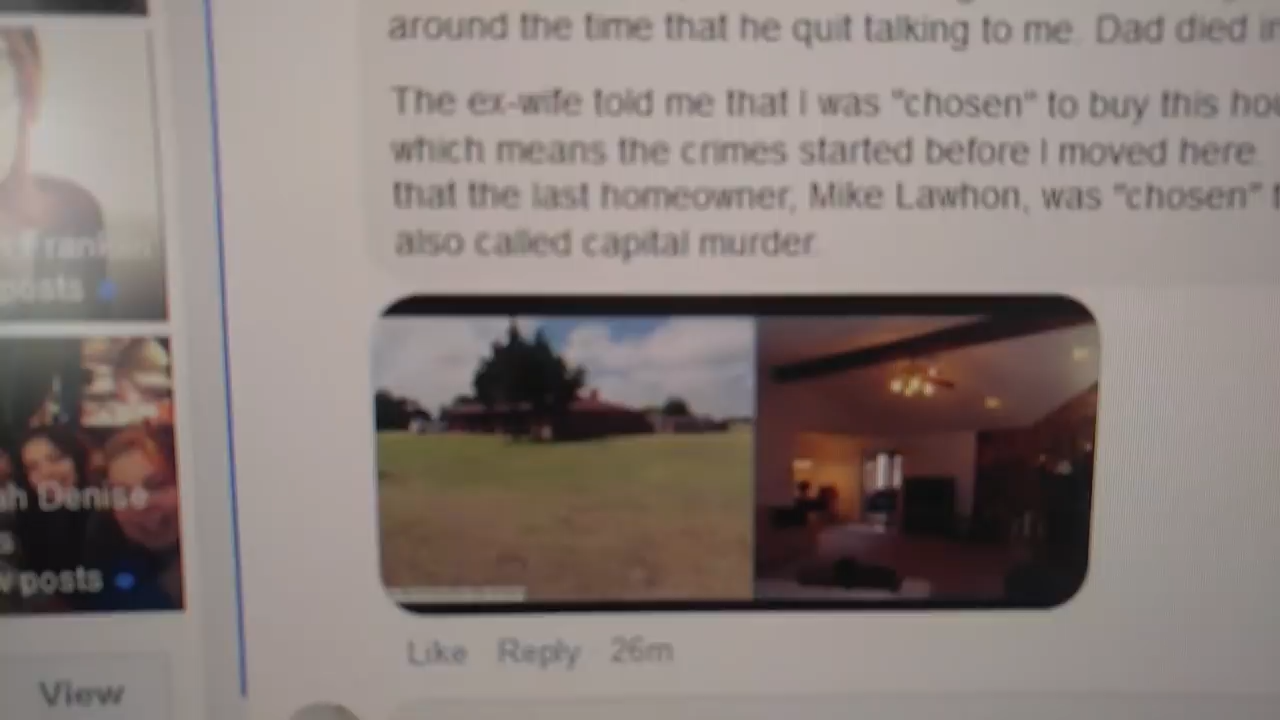 around the time that he quit talking to me. Dad died in
The ex-wife told me that I was "chosen" to buy this
which means the crimes started before I moved here.
that the last homeowner, Mike Lawhon, was "chosen"
also called capital murder.
Like Reply 26m
posts
Denise
posts
View